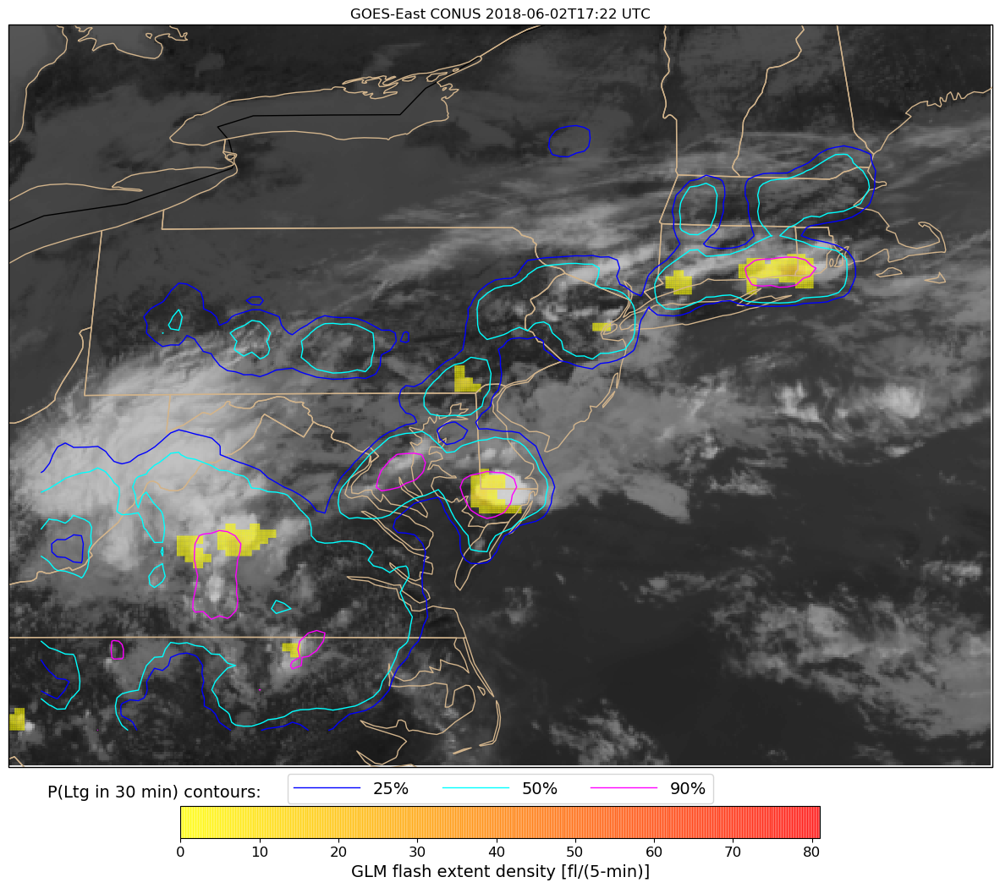 GOES-East CONUS 2018-06-02T17:22 UTC
P(Ltg in 30 min) contours: 25% 50% 90%
0 10 20 30 40 50 60 70 80
GLM flash extent density [fl/(5-min)]